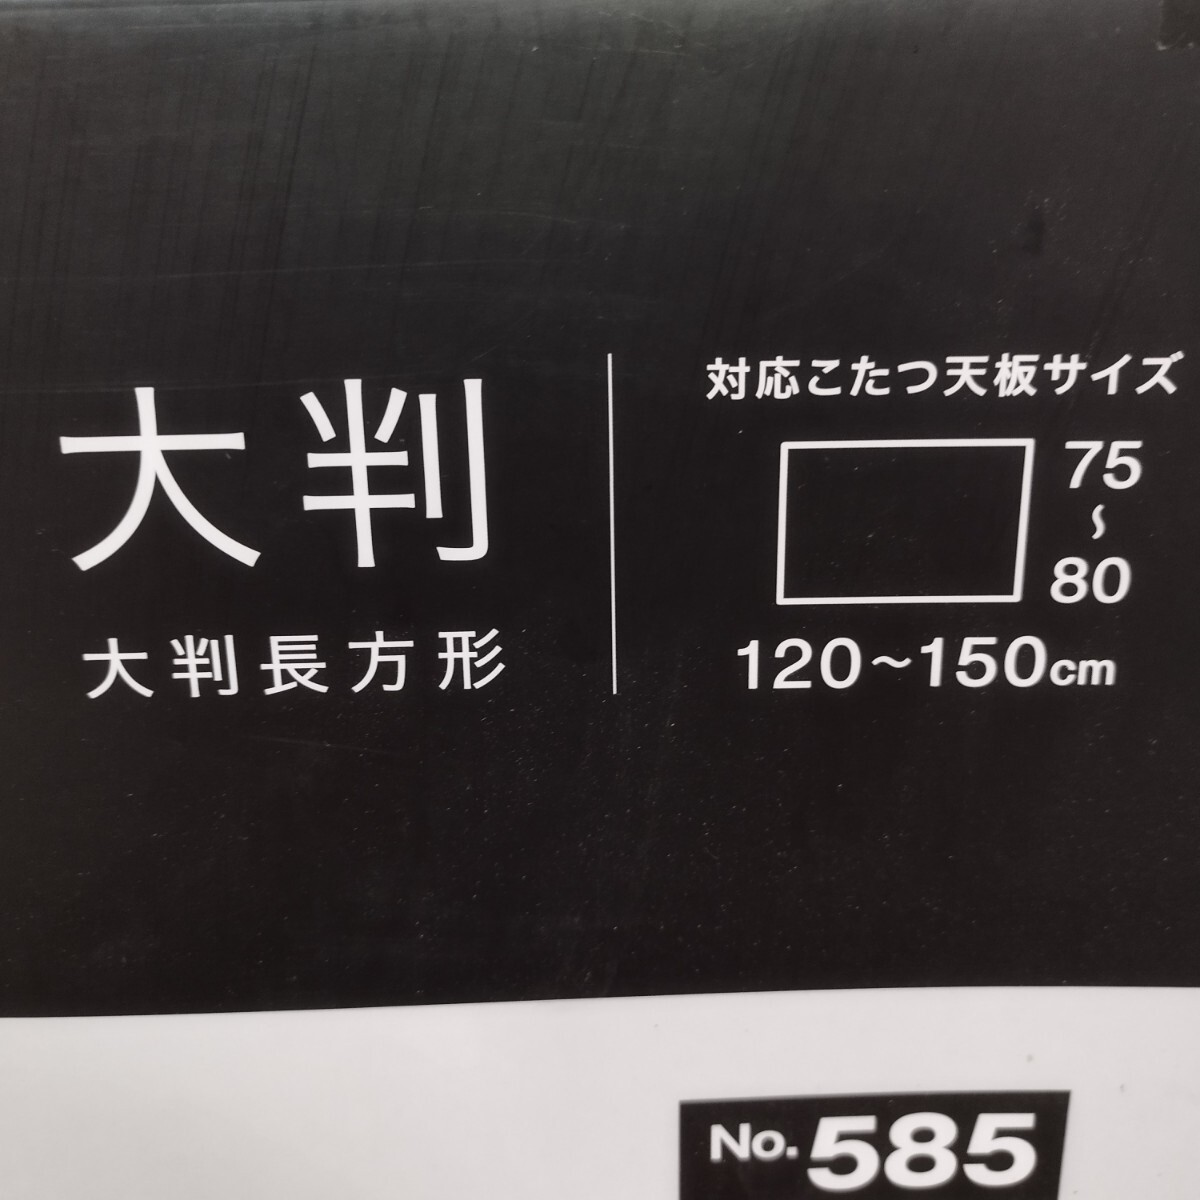 大判
大判長方形
対応こたつ天板サイズ
75
〜
80
120〜150cm
No.585